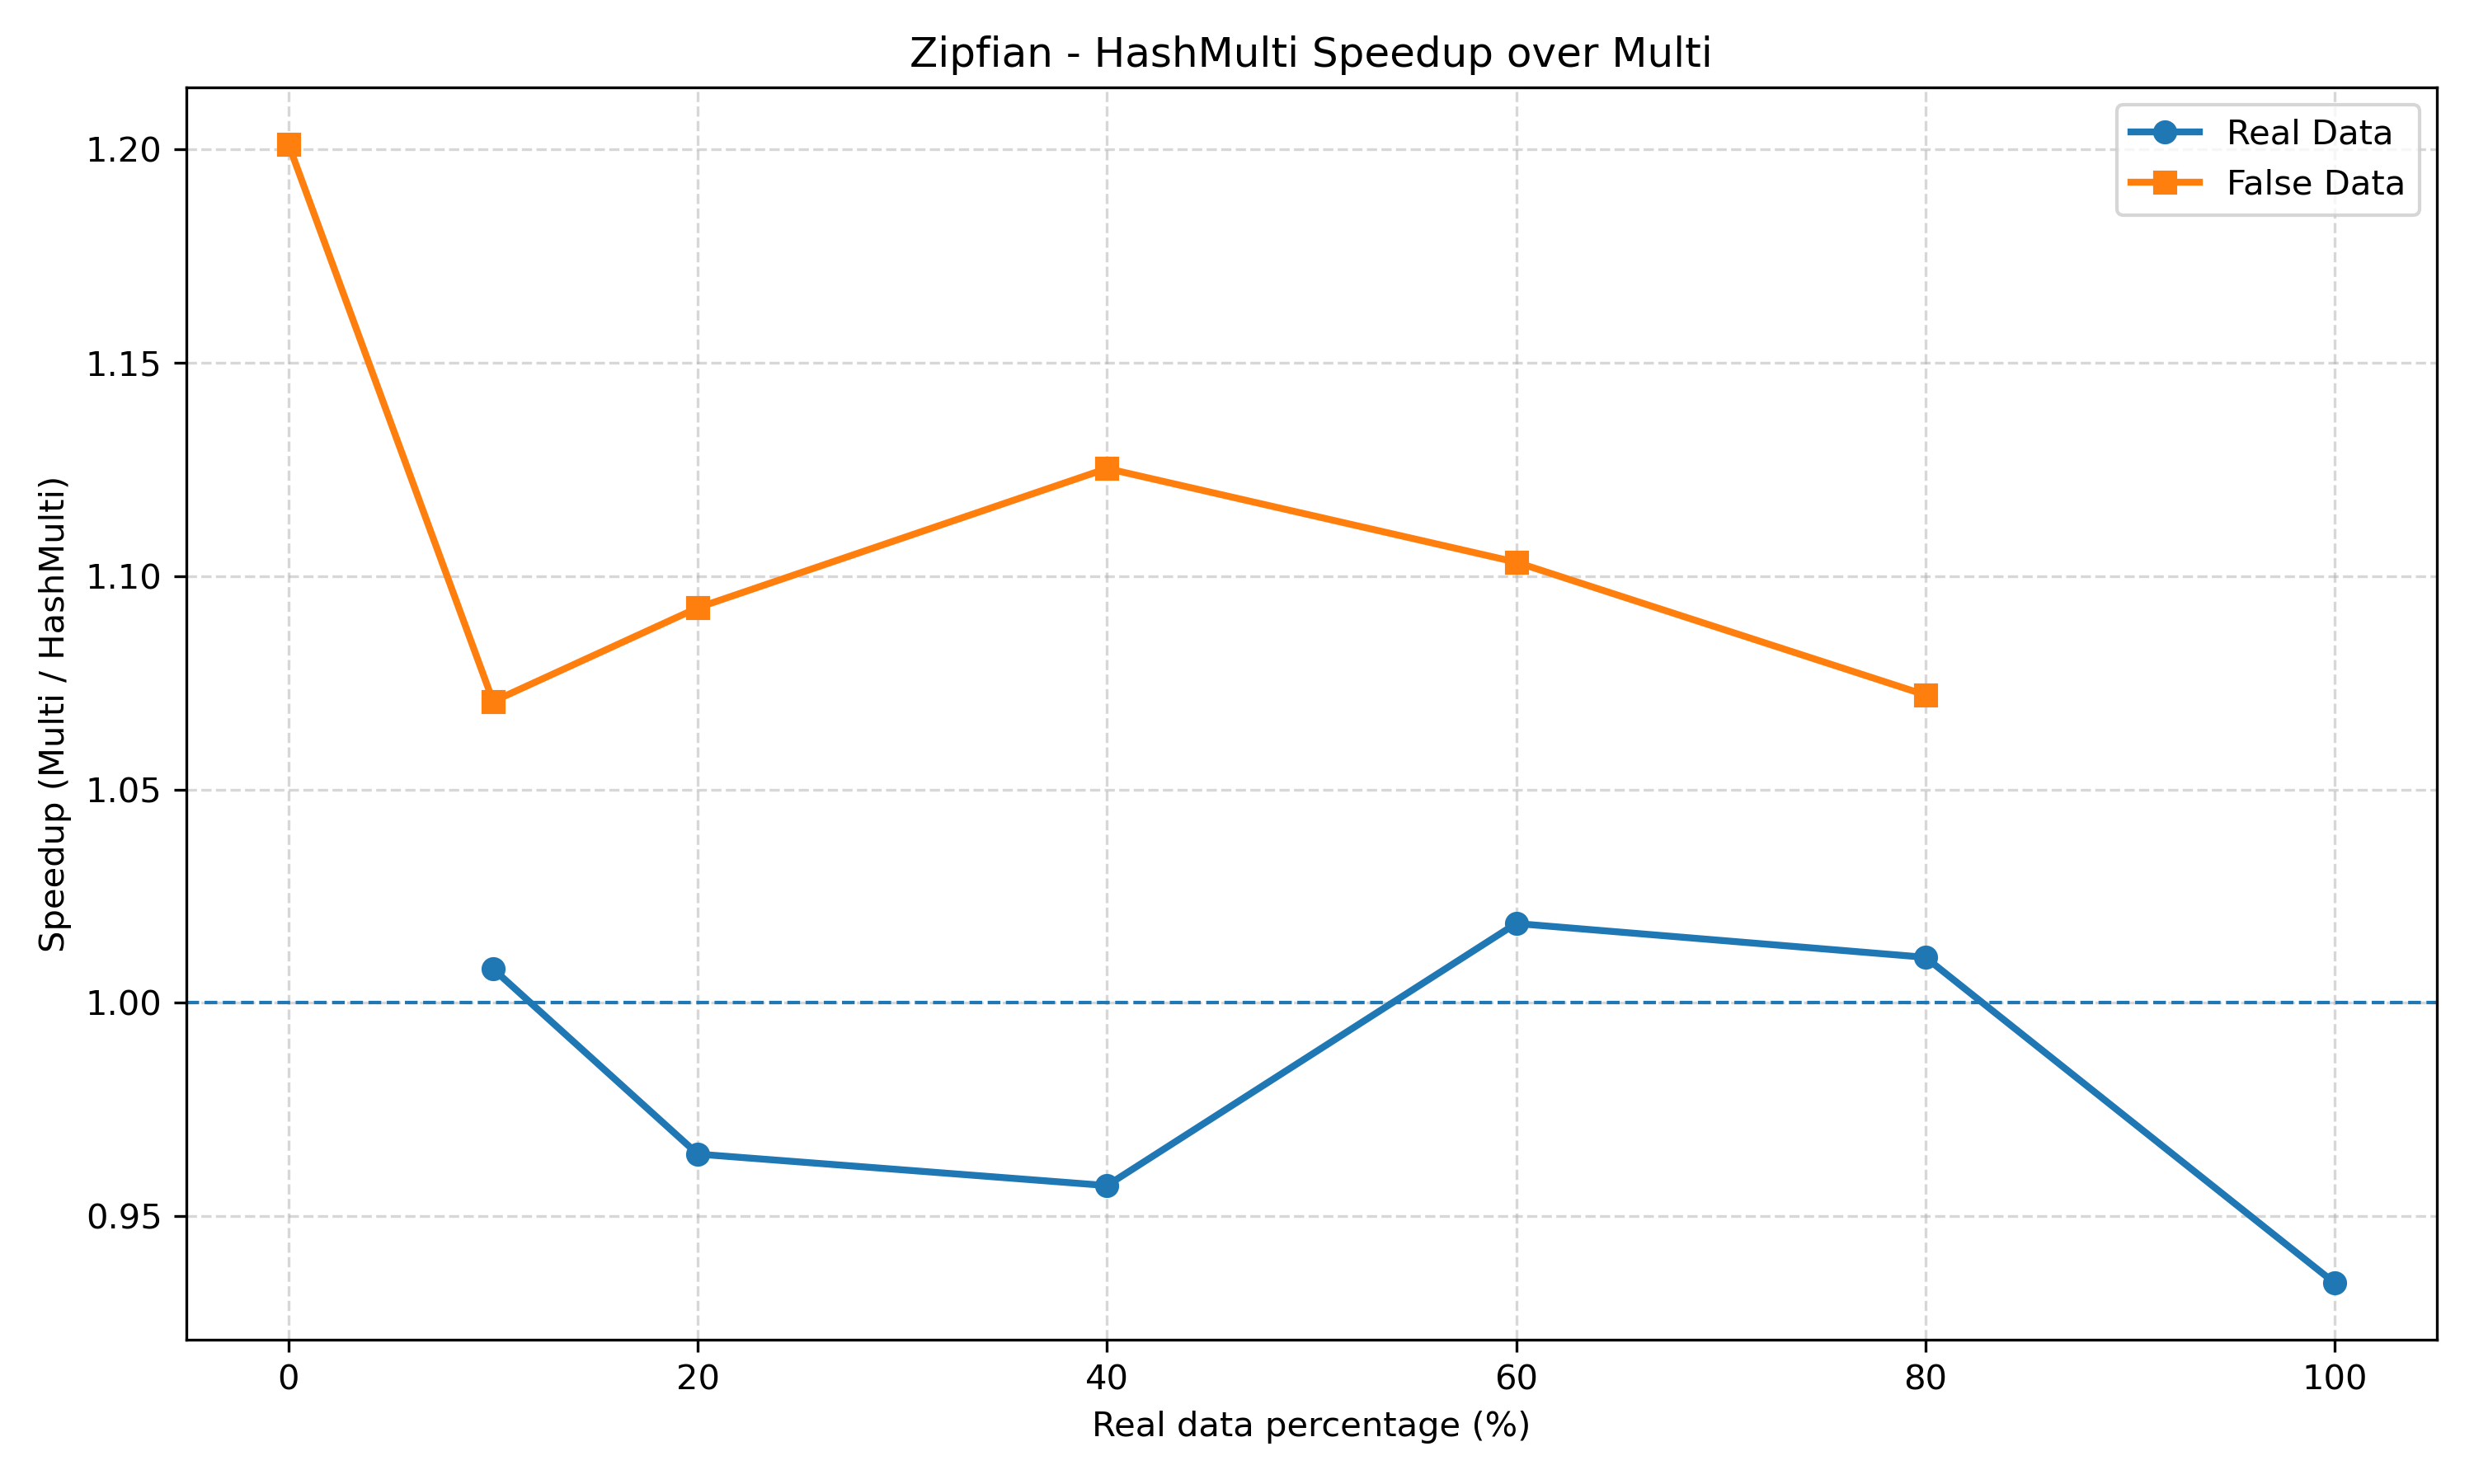 Zipfian - HashMulti Speedup over Multi
Real Data
False Data
Speedup (Multi / HashMulti)
1.20
1.15
1.10
1.05
1.00
0.95
0
20
40
60
80
100
Real data percentage (%)